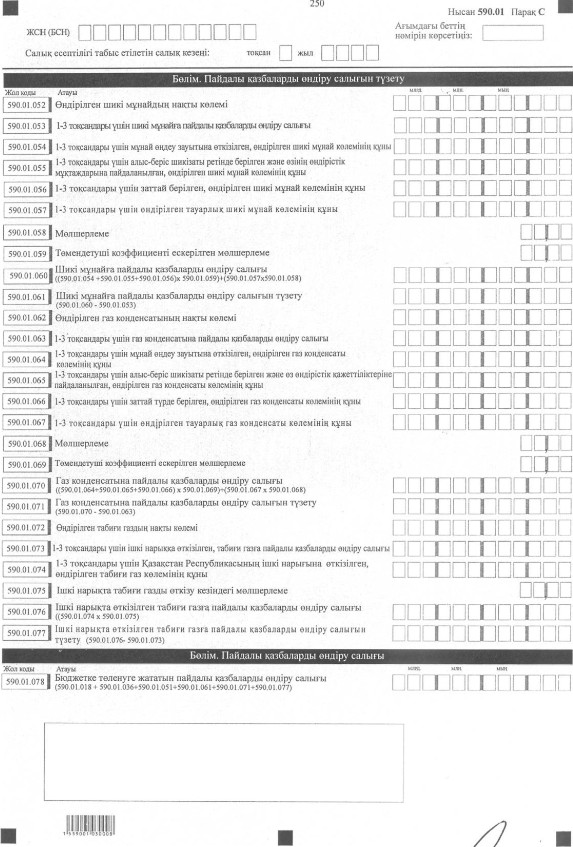 250
Нысан 590.01 Парақ С
ЖСН (БСН)
Ағымдағы беттің
нөмірін көрсетіңіз:
Салық есептілігі табыс етілетін салық кезеңі: тоқсан жыл
Бөлім. Пайдалы қазбаларды өндіру салығын түзету
Жол коды Атауы млрд. млн. мың
590.01.052 Өндірілген шикі мұнайдың нақты көлемі
590.01.053 1-3 тоқсандары үшін шикі мұнайға пайдалы қазбаларды өндіру салығы
590.01.054 1-3 тоқсандары үшін мұнай өңдеу зауытына өткізілген, өндірілген шикі мұнай көлемінің құны
590.01.055 1-3 тоқсандары үшін алыс-беріс шикізаты ретінде берілген және өзінің өндірістік
мұқтаждарына пайдаланылған, өндірілген шикі мұнай көлемінің құны
590.01.056 1-3 тоқсандары үшін заттай берілген, өндірілген шикі мұнай көлемінің құны
590.01.057 1-3 тоқсандары үшін өндірілген тауарлық шикі мұнай көлемінің құны
590.01.058 Мөлшерлеме
590.01.059 Төмендетуші коэффициенті ескерілген мөлшерлеме
590.01.060 Шикі мұнайға пайдалы қазбаларды өндіру салығы
((590.01.054 +590.01.055+590.01.056)х 590.01.059)+(590.01.057х590.01.058)
590.01.061 Шикі мұнайға пайдалы қазбаларды өндіру салығын түзету
(590.01.060 - 590.01.053)
590.01.062 Өндірілген газ конденсатының нақты көлемі
590.01.063 1-3 тоқсандары үшін газ конденсатына пайдалы қазбаларды өндіру салығы
590.01.064 1-3 тоқсандары үшін мұнай өңдеу зауытына өткізілген, өндірілген газ конденсаты
көлемінің құны
590.01.065 1-3 тоқсандары үшін алыс-беріс шикізаты ретінде берілген және өз өндірістік қажеттіліктеріне
пайдаланылған, өндірілген газ конденсаты көлемінің құны
590.01.066 1-3 тоқсандары үшін заттай түрде берілген, өндірілген газ конденсаты көлемінің құны
590.01.067 1-3 тоқсандары үшін өндірілген тауарлық газ конденсаты көлемінің құны
590.01.068 Мөлшерлеме
590.01.069 Төмендетуші коэффициенті ескерілген мөлшерлеме
590.01.070 Газ конденсатына пайдалы қазбаларды өндіру салығы
((590.01.064+590.01.065+590.01.066) х 590.01.069)+(590.01.067 х 590.01.068)
590.01.071 Газ конденсатына пайдалы қазбаларды өндіру салығын түзету
(590.01.070 - 590.01.063)
590.01.072 Өндірілген табиғи газдың нақты көлемі
590.01.073 1-3 тоқсандары үшін ішкі нарыққа өткізілген, табиғи газға пайдалы қазбаларды өндіру салығы
590.01.074 1-3 тоқсандары үшін Қазақстан Республикасының ішкі нарығына өткізілген,
өндірілген табиғи газ көлемінің құны
590.01.075 Ішкі нарықта табиғи газды өткізу кезіндегі мөлшерлеме
590.01.076 Ішкі нарықта өткізілген табиғи газға пайдалы қазбаларды өндіру салығы
((590.01.074 х 590.01.075)
590.01.077 Ішкі нарықта өткізілген табиғи газға пайдалы қазбаларды өндіру салығын
түзету (590.01.076- 590.01.073)
Бөлім. Пайдалы қазбаларды өндіру салығы
Жол коды Атауы млрд. млн. мың
590.01.078 Бюджетке төленуге жататын пайдалы қазбаларды өндіру салығы
(590.01.018 + 590.01.036+590.01.051+590.01.061+590.01.071+590.01.077)